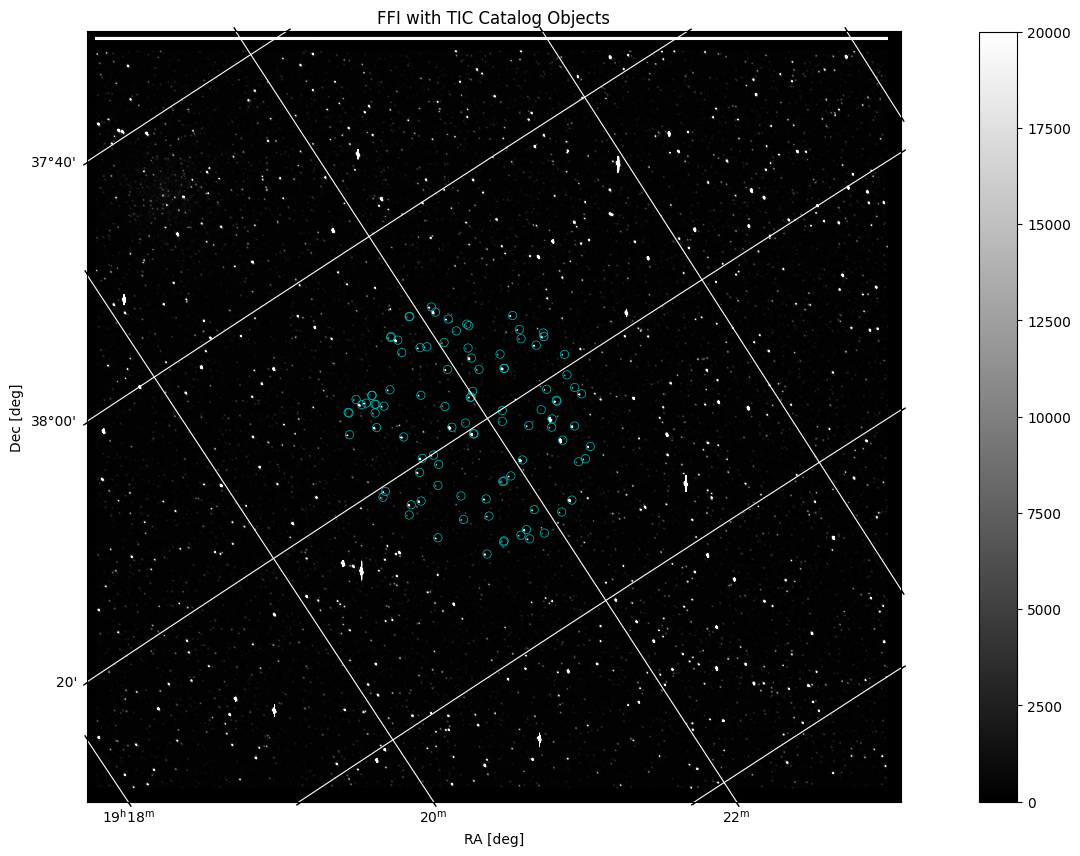 FFI with TIC Catalog Objects
37°40'
38°00'
20'
Dec [deg]
19ʰ18ᵐ
20ᵐ
22ᵐ
RA [deg]
20000
17500
15000
12500
10000
7500
5000
2500
0